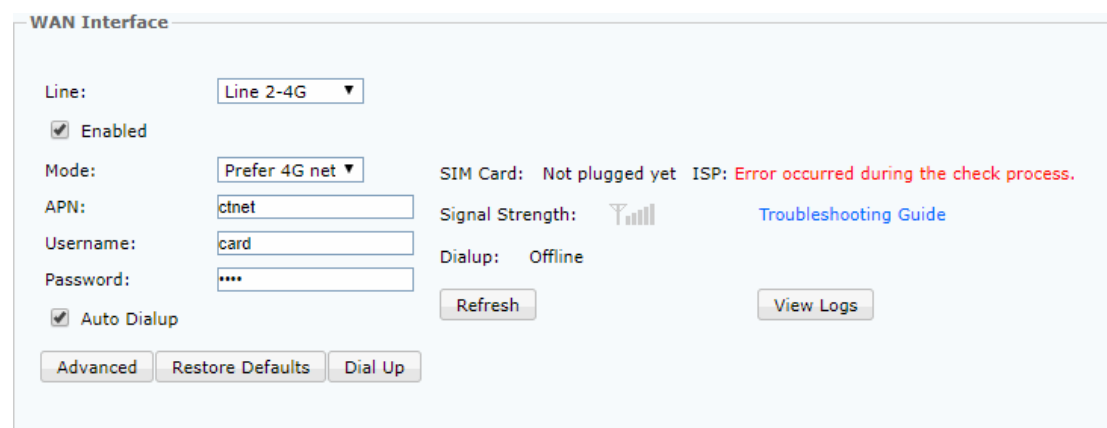 WAN Interface
Line: Line 2-4G
Enabled
Mode: Prefer 4G net
SIM Card: Not plugged yet ISP: Error occurred during the check process.
APN: ctnet
Signal Strength: Troubleshooting Guide
Username: card
Dialup: Offline
Password: ••••
Refresh View Logs
Auto Dialup
Advanced Restore Defaults Dial Up